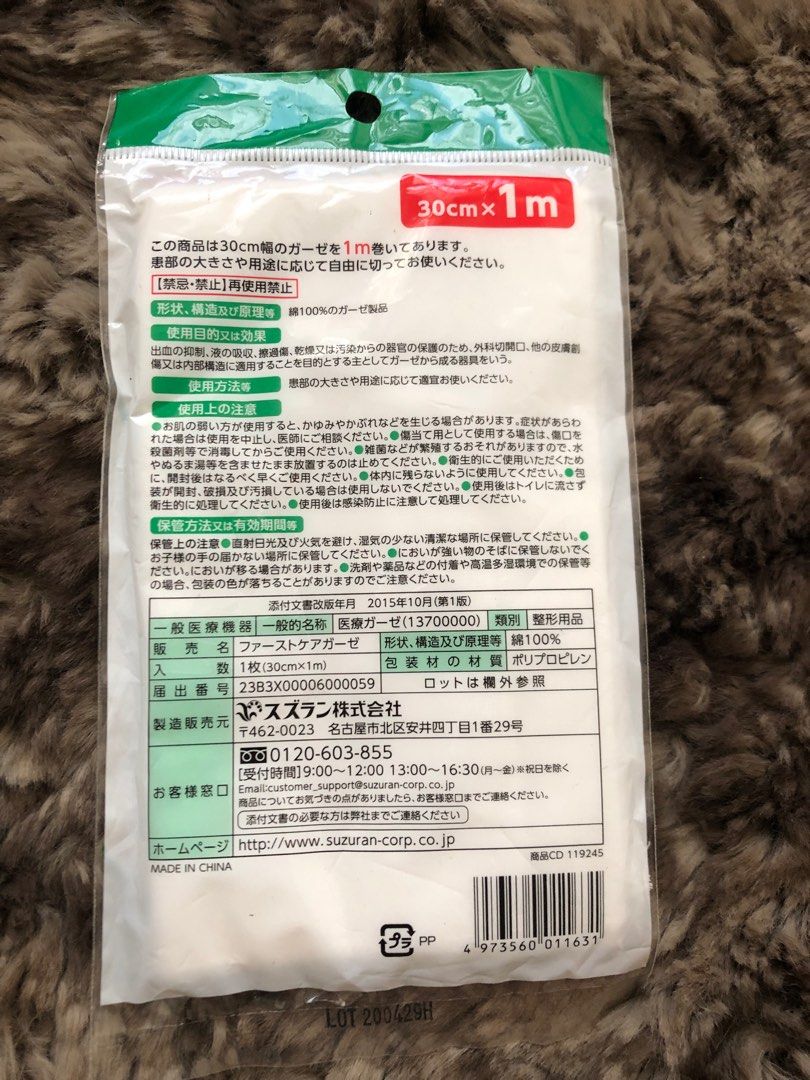 30cm×1m
この商品は30cm幅のガーゼを1m巻いてあります。
患部の大きさや用途に応じて自由に切ってお使いください。
【禁忌・禁止】再使用禁止
形状、構造及び原理等 綿100%のガーゼ製品
使用目的又は効果
出血の抑制、液の吸収、擦過傷、乾燥又は汚染からの器官の保護のため、外科切開口、他の皮膚創
傷又は内部構造に適用することを目的とする主としてガーゼから成る器具をいう。
使用方法等 患部の大きさや用途に応じて適宜お使いください。
使用上の注意
●お肌の弱い方が使用すると、かゆみやかぶれなどを生じる場合があります。症状があらわ
れた場合は使用を中止し、医師にご相談ください。●傷当て用として使用する場合は、傷口を
殺菌剤等で消毒してからご使用ください。●雑菌などが繁殖するおそれがありますので、水
やぬるま湯等を含ませたまま放置するのは止めてください。●衛生的にご使用いただくため
に、開封後はなるべく早くご使用ください。●体内に残らないように使用してください。●包
装が開封、破損及び汚損している場合は使用しないでください。●使用後はトイレに流さず
衛生的に処理してください。●使用後は感染防止に注意して処理してください。
保管方法又は有効期間等
保管上の注意●直射日光及び火気を避け、湿気の少ない清潔な場所に保管してください。●
お子様の手の届かない場所に保管してください。●においが強い物のそばに保管しないでく
ださい。においが移る場合があります。●洗剤や薬品などの付着や高温多湿環境での保管等
の場合、包装の色が落ちることがありますのでご注意ください。
添付文書改版年月 2015年10月(第1版)
一般医療機器 一般的名称 医療ガーゼ(13700000) 類別 整形用品
販売名 ファーストケアガーゼ 形状、構造及び原理等 綿100%
入数 1枚(30cm×1m) 包装材の材質 ポリプロピレン
届出番号 23B3X00006000059 ロットは欄外参照
製造販売元 スズラン株式会社
〒462-0023 名古屋市北区安井四丁目1番29号
お客様窓口 0120-603-855
[受付時間]9:00～12:00 13:00～16:30(月～金)※祝日を除く
Email:customer_support@suzuran-corp.co.jp
商品についてお気づきの点がありましたら、お客様窓口までご連絡ください。
添付文書の必要な方は弊社までご連絡ください
ホームページ http://www.suzuran-corp.co.jp
MADE IN CHINA 商品CD 119245
プラ PP
4 973560 011631
LOT 200429H